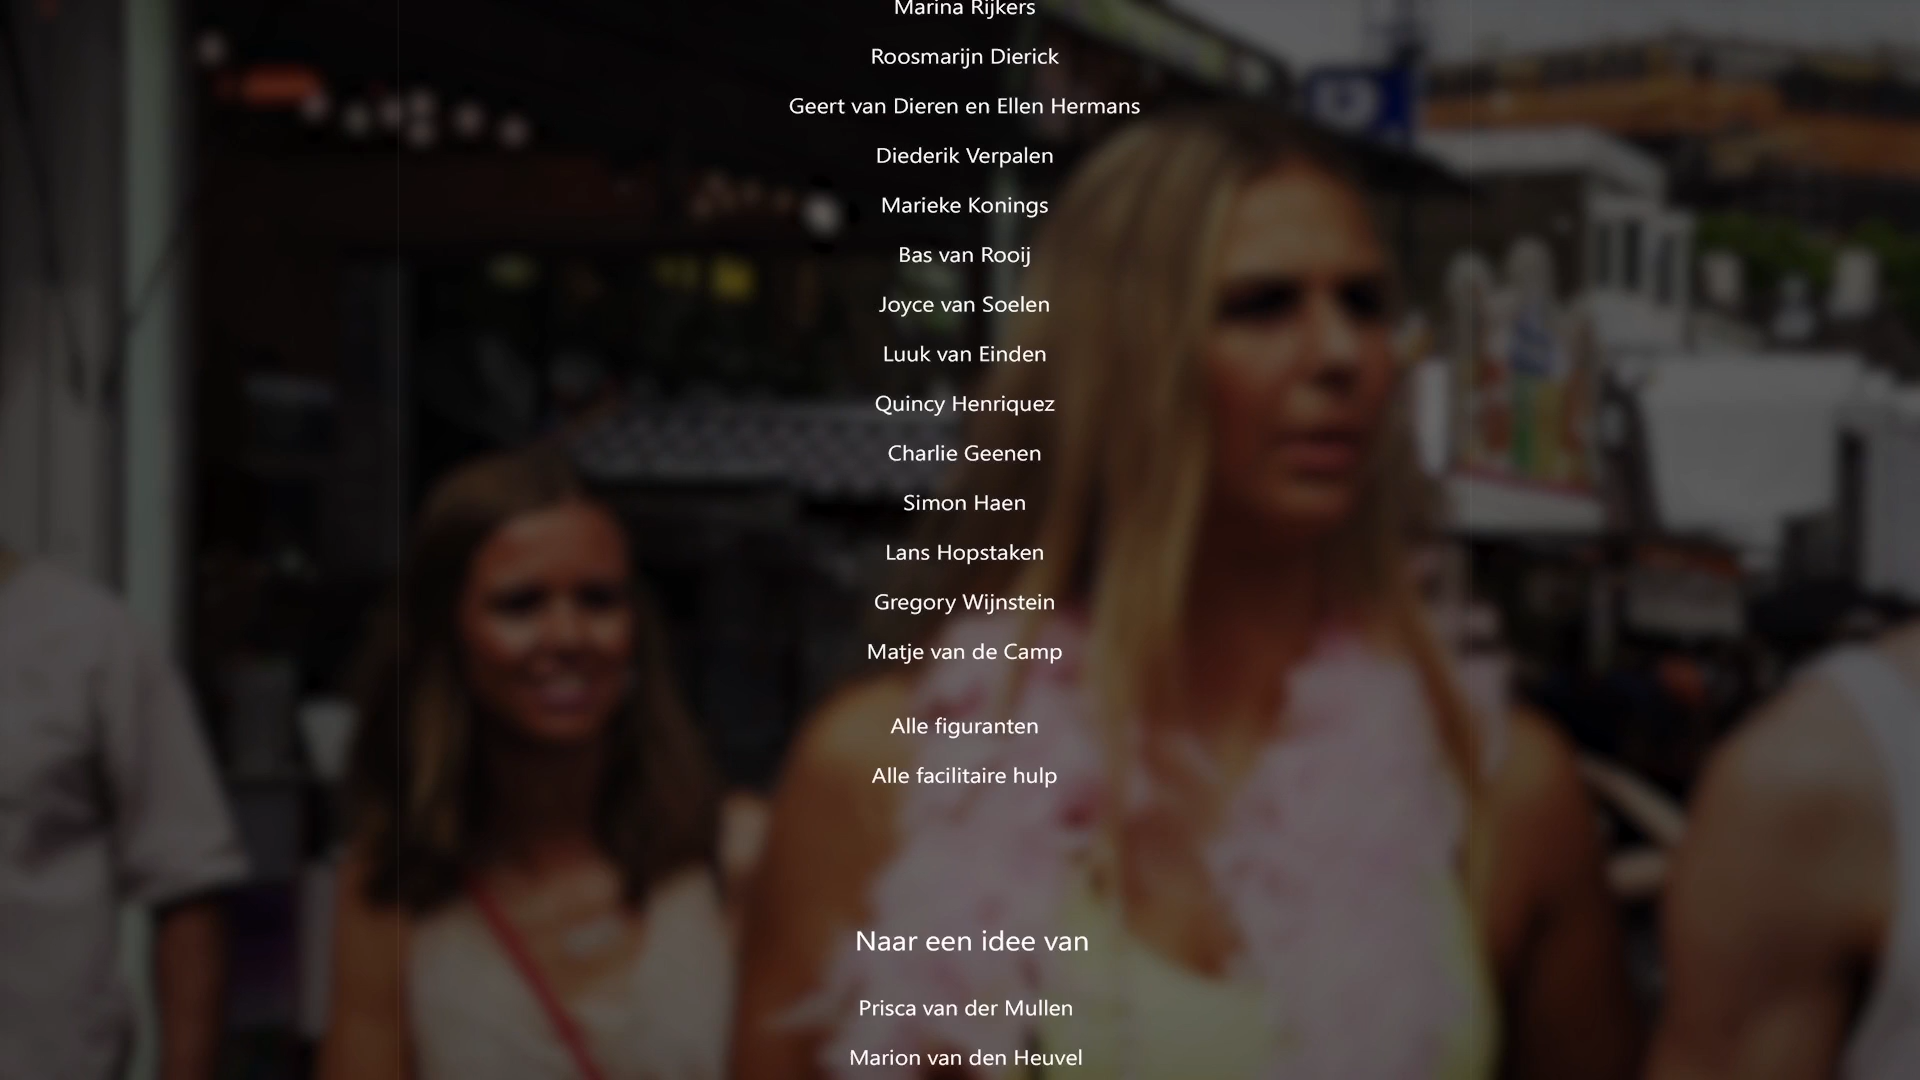 Marina Rijkers
Roosmarijn Dierick
Geert van Dieren en Ellen Hermans
Diederik Verpalen
Marieke Konings
Bas van Rooij
Joyce van Soelen
Luuk van Einden
Quincy Henriquez
Charlie Geenen
Simon Haen
Lans Hopstaken
Gregory Wijnstein
Matje van de Camp
Alle figuranten
Alle facilitaire hulp
Naar een idee van
Prisca van der Mullen
Marion van den Heuvel